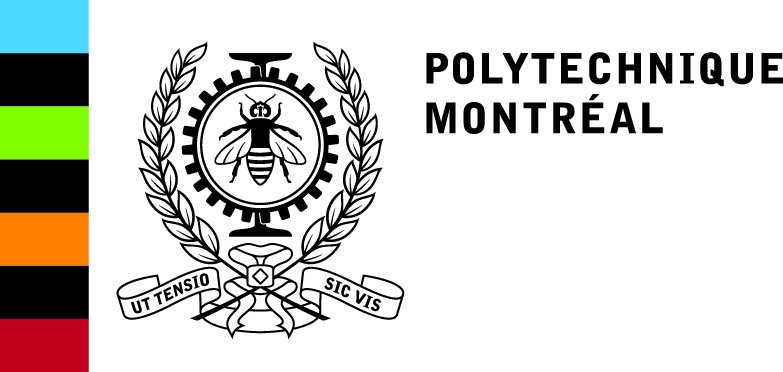 POLYTECHNIQUE
MONTRÉAL
UT TENSIO
SIC VIS